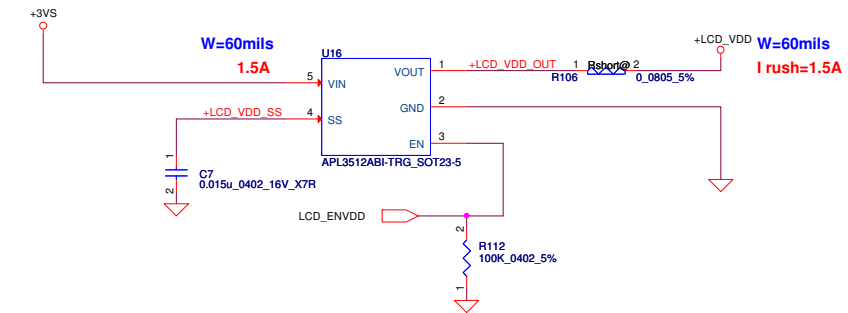 +3VS
W=60mils
1.5A
U16
5
VIN
VOUT
1
+LCD_VDD_OUT
1
Rshort@
2
R106
0_0805_5%
+LCD_VDD
W=60mils
I rush=1.5A
+LCD_VDD_SS
4
SS
GND
2
EN
3
APL3512ABI-TRG_SOT23-5
1
C7
0.015u_0402_16V_X7R
2
LCD_ENVDD
2
R112
100K_0402_5%
1